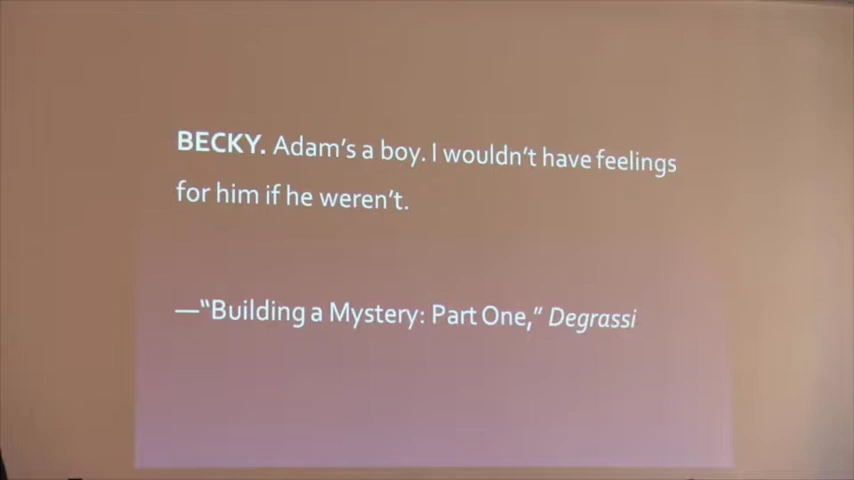 BECKY. Adam’s a boy. I wouldn’t have feelings
for him if he weren’t.
—“Building a Mystery: Part One,” Degrassi